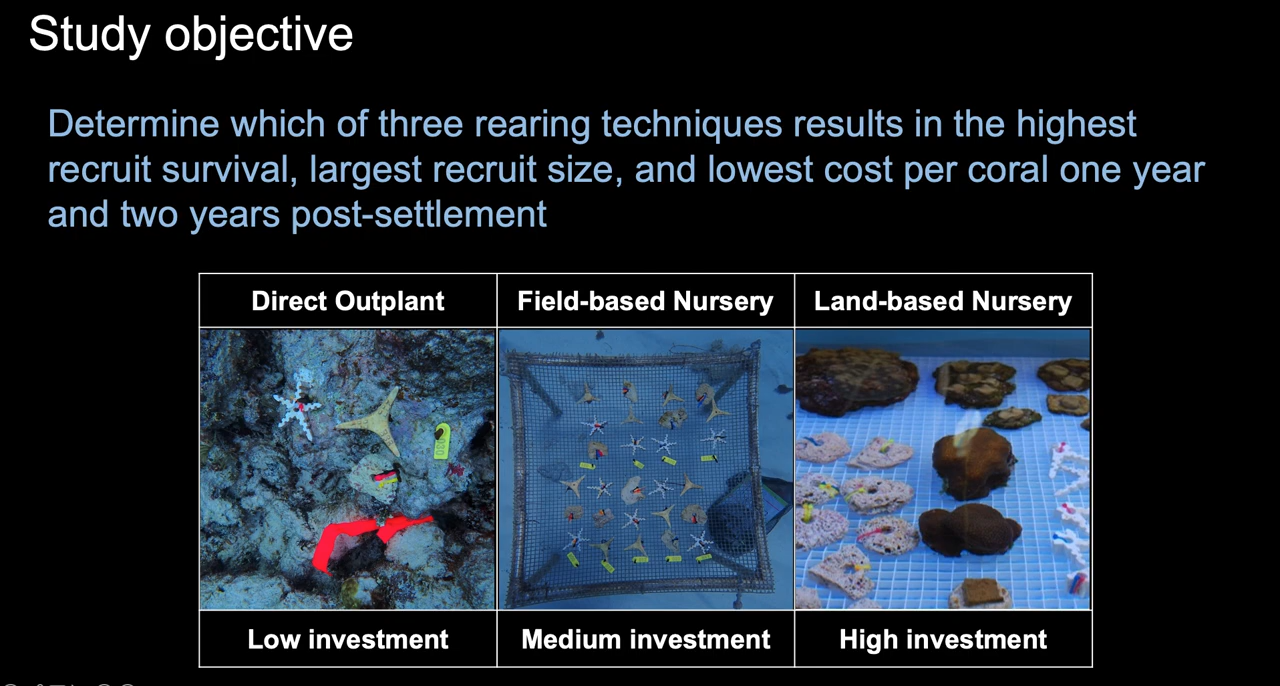 Study objective
Determine which of three rearing techniques results in the highest
recruit survival, largest recruit size, and lowest cost per coral one year
and two years post-settlement
Direct Outplant
Field-based Nursery
Land-based Nursery
Low investment
Medium investment
High investment